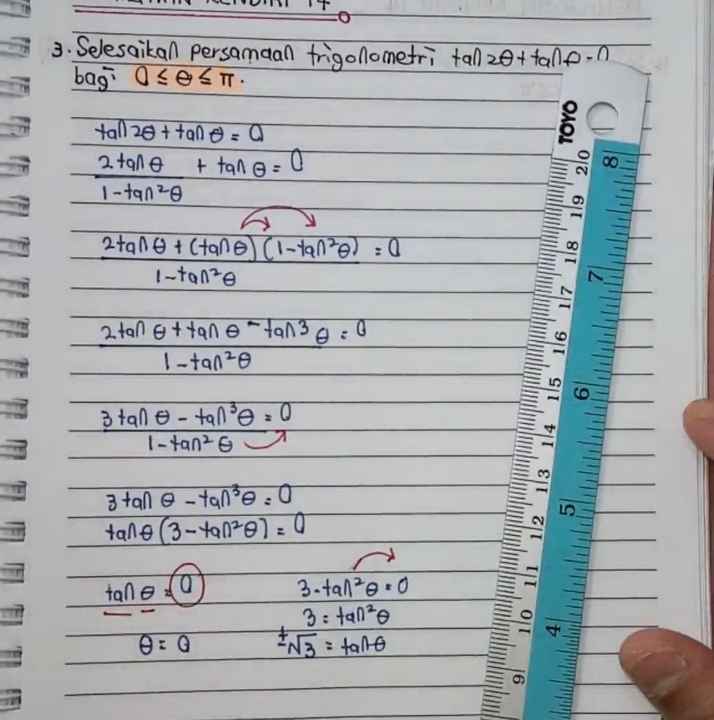 3. Selesaikan persamaan trigonometri tan 2θ + tan θ = 0
bagi 0 ≤ θ ≤ π.
tan 2θ + tan θ = 0
2 tan θ + tan θ = 0
1 - tan²θ
2 tan θ + (tan θ)(1 - tan²θ) = 0
1 - tan²θ
2 tan θ + tan θ - tan³ θ = 0
1 - tan²θ
3 tan θ - tan³θ = 0
1 - tan² θ
3 tan θ - tan³θ = 0
tan θ (3 - tan²θ) = 0
tan θ = 0
θ = 0
3 - tan²θ = 0
3 = tan²θ
±√3 = tan θ
TOYO
20 19 18 17 16 15 14 13 12 11 10 9
8 7 6 5 4